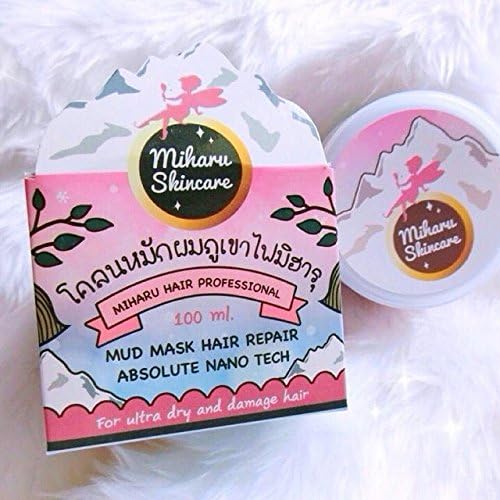 Miharu
Skincare
โคลนหมักผมภูเขาไฟมิฮารุ
MIHARU HAIR PROFESSIONAL
100 ml.
MUD MASK HAIR REPAIR
ABSOLUTE NANO TECH
For ultra dry and damage hair
Miharu
Skincare